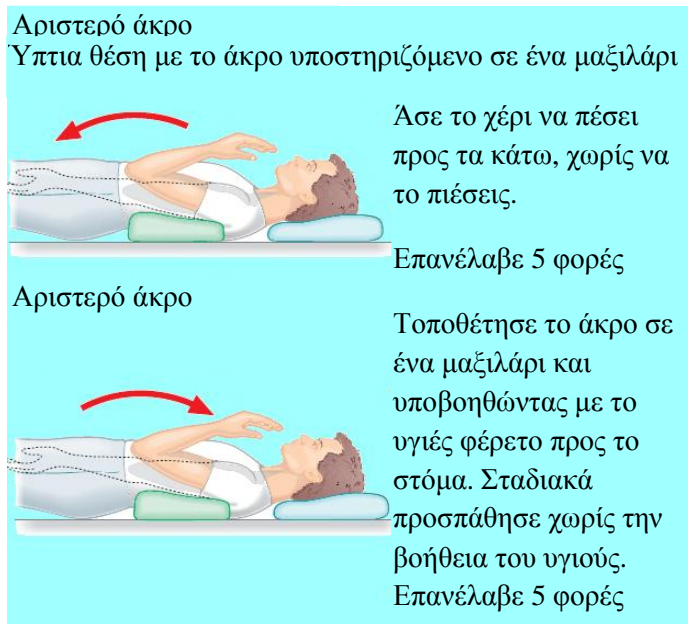 Αριστερό άκρο
Ύπτια θέση με το άκρο υποστηριζόμενο σε ένα μαξιλάρι
Άσε το χέρι να πέσει
προς τα κάτω, χωρίς να
το πιέσεις.
Επανέλαβε 5 φορές
Αριστερό άκρο
Τοποθέτησε το άκρο σε
ένα μαξιλάρι και
υποβοηθώντας με το
υγιές φέρετο προς το
στόμα. Σταδιακά
προσπάθησε χωρίς την
βοήθεια του υγιούς.
Επανέλαβε 5 φορές